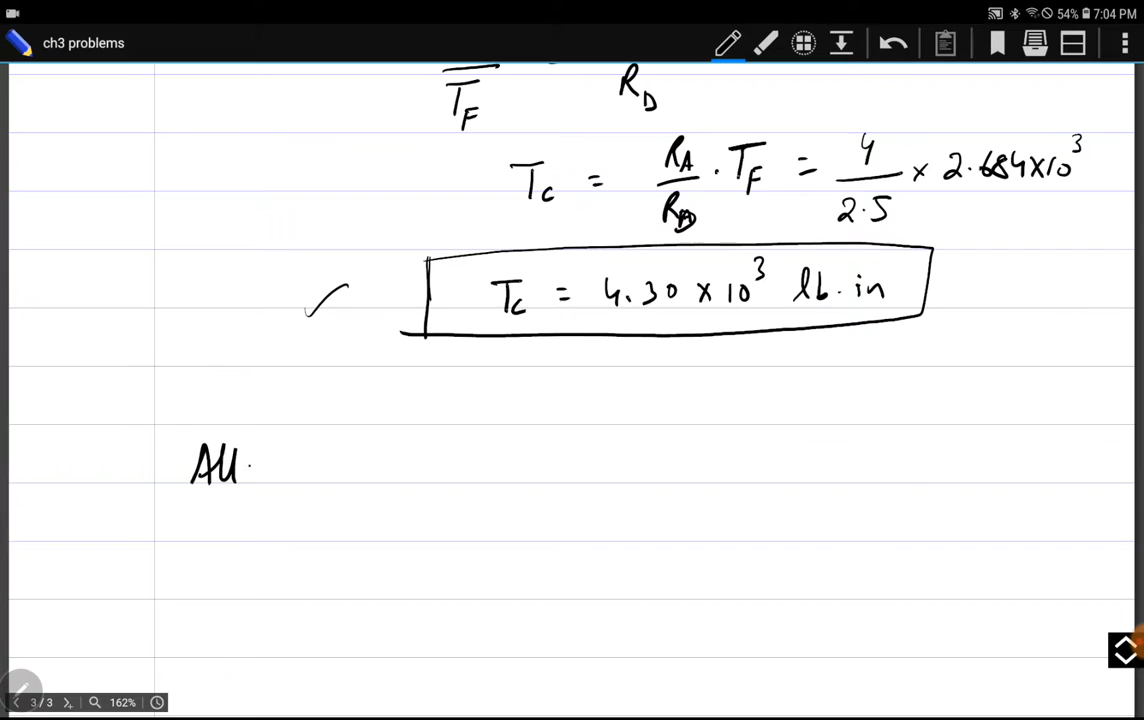 54% 7:04 PM
ch3 problems
T_F R_D
T_C = R_A / R_D · T_F = 4 / 2.5 × 2.684×10^3
T_C = 4.30 × 10^3 lb.in
All
3/3 162%